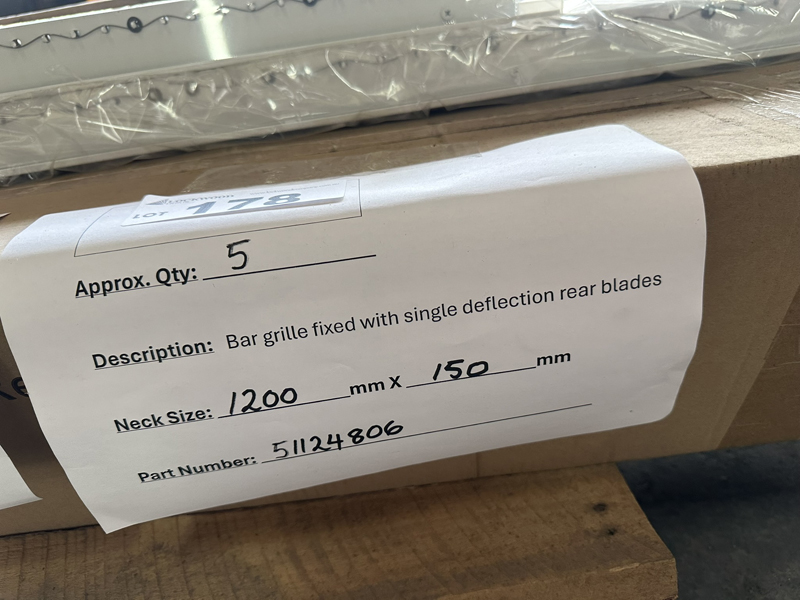 LOT 178
Approx. Qty: 5
Description: Bar grille fixed with single deflection rear blades
Neck Size: 1200 mm X 150 mm
Part Number: 51124806